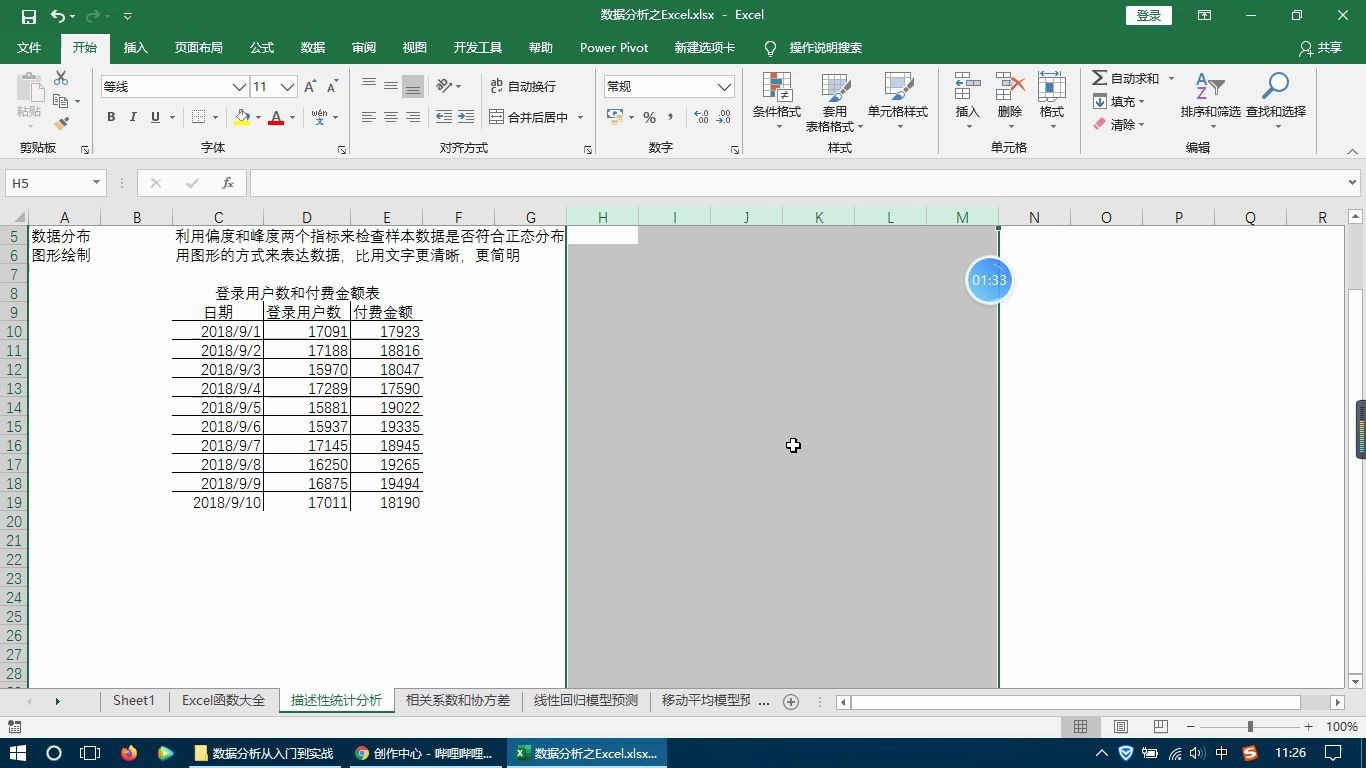 数据分析之Excel.xlsx - Excel
登录
文件 开始 插入 页面布局 公式 数据 审阅 视图 开发工具 帮助 Power Pivot 新建选项卡 操作说明搜索 共享
粘贴
等线 11
B I U
wén 文
自动换行
合并后居中
常规
条件格式 套用表格格式 单元格样式
插入 删除 格式
自动求和
填充
清除
排序和筛选 查找和选择
剪贴板 字体 对齐方式 数字 样式 单元格 编辑
H5 fx
A B C D E F G H I J K L M N O P Q R
5 数据分布 利用偏度和峰度两个指标来检查样本数据是否符合正态分布
6 图形绘制 用图形的方式来表达数据，比用文字更清晰，更简明
7
01:33
8 登录用户数和付费金额表
9 日期 登录用户数 付费金额
10 2018/9/1 17091 17923
11 2018/9/2 17188 18816
12 2018/9/3 15970 18047
13 2018/9/4 17289 17590
14 2018/9/5 15881 19022
15 2018/9/6 15937 19335
16 2018/9/7 17145 18945
17 2018/9/8 16250 19265
18 2018/9/9 16875 19494
19 2018/9/10 17011 18190
20
21
22
23
24
25
26
27
28
Sheet1 Excel函数大全 描述性统计分析 相关系数和协方差 线性回归模型预测 移动平均模型预 ...
100%
数据分析从入门到实战 创作中心 - 哔哩哔哩... 数据分析之Excel.xlsx... 中 11:26